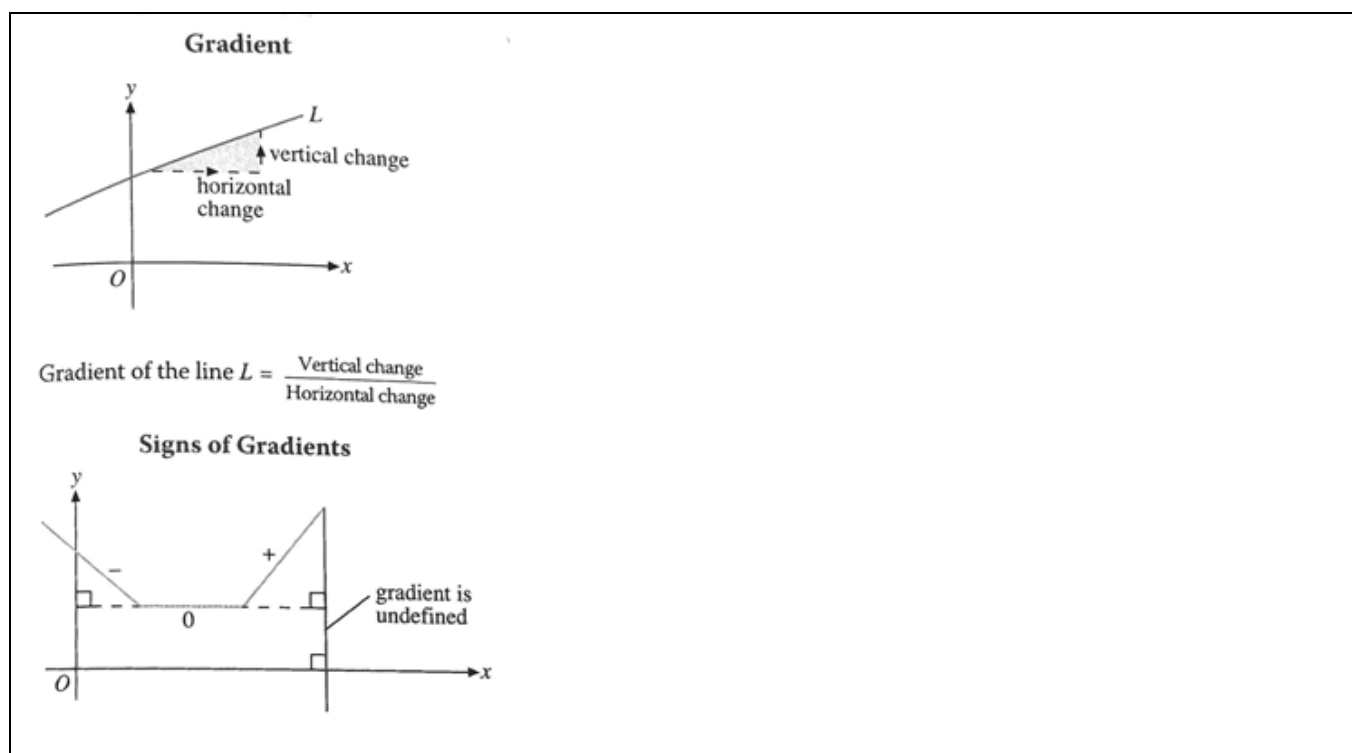 Gradient
y
L
vertical change
horizontal
change
O
x
Gradient of the line L = Vertical change
Horizontal change
Signs of Gradients
y
+
−
gradient is
undefined
0
O
x